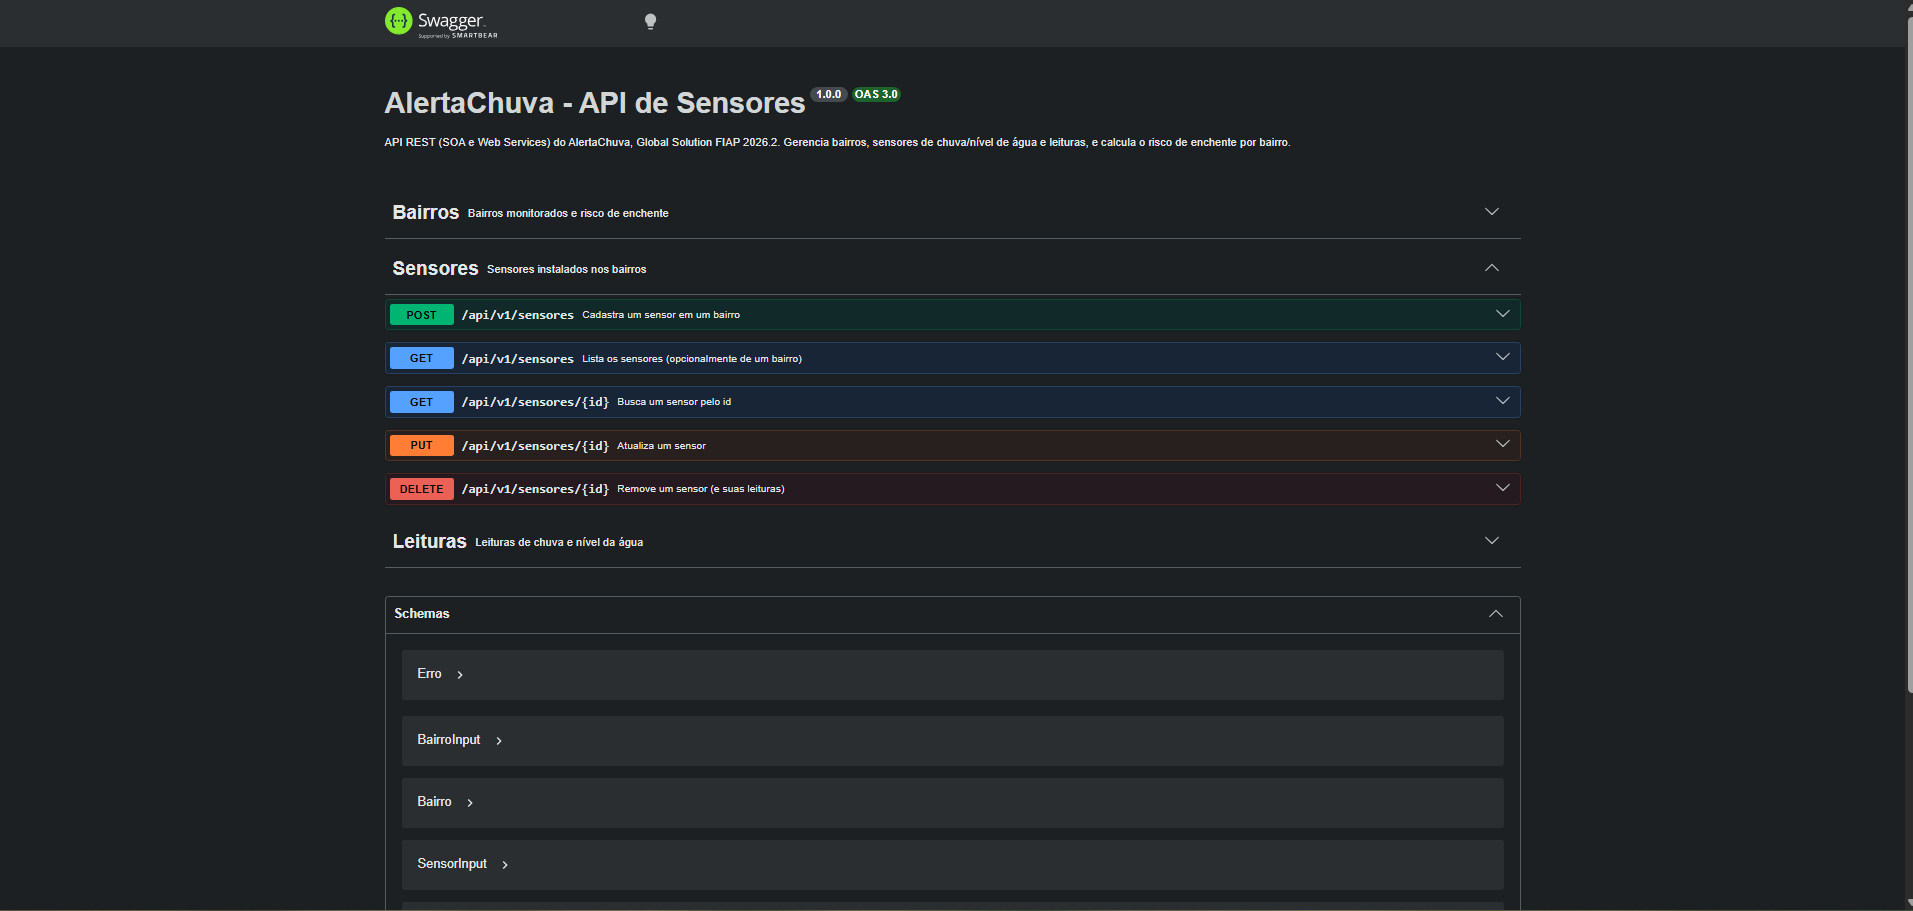 Swagger
Supported by SMARTBEAR
AlertaChuva - API de Sensores 1.0.0 OAS 3.0
API REST (SOA e Web Services) do AlertaChuva, Global Solution FIAP 2026.2. Gerencia bairros, sensores de chuva/nível de água e leituras, e calcula o risco de enchente por bairro.
Bairros Bairros monitorados e risco de enchente
Sensores Sensores instalados nos bairros
POST /api/v1/sensores Cadastra um sensor em um bairro
GET /api/v1/sensores Lista os sensores (opcionalmente de um bairro)
GET /api/v1/sensores/{id} Busca um sensor pelo id
PUT /api/v1/sensores/{id} Atualiza um sensor
DELETE /api/v1/sensores/{id} Remove um sensor (e suas leituras)
Leituras Leituras de chuva e nível da água
Schemas
Erro
BairroInput
Bairro
SensorInput